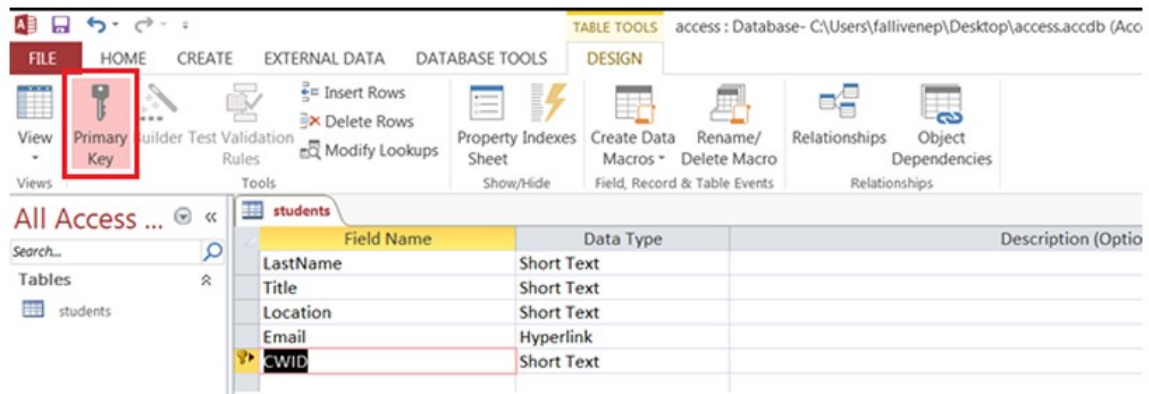 TABLE TOOLS access : Database- C:\Users\fallivenep\Desktop\access.accdb (Acc
FILE HOME CREATE EXTERNAL DATA DATABASE TOOLS DESIGN
View
Primary Key
Builder
Test Validation Rules
Insert Rows
Delete Rows
Modify Lookups
Property Sheet
Indexes
Create Data Macros
Rename/ Delete Macro
Relationships
Object Dependencies
Views Tools Show/Hide Field, Record & Table Events Relationships
All Access ... «
Search...
Tables
students
students
Field Name Data Type Description (Optio
LastName Short Text
Title Short Text
Location Short Text
Email Hyperlink
CWID Short Text